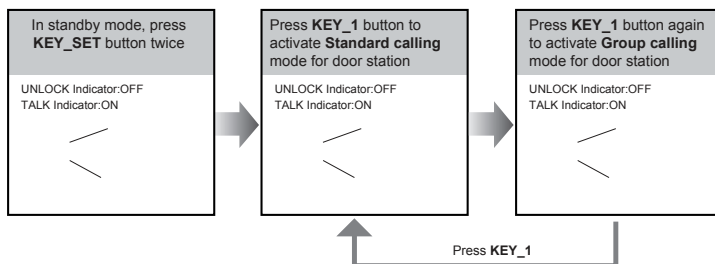 In standby mode, press
KEY_SET button twice
UNLOCK Indicator:OFF
TALK Indicator:ON
Press KEY_1 button to
activate Standard calling
mode for door station
UNLOCK Indicator:OFF
TALK Indicator:ON
Press KEY_1 button again
to activate Group calling
mode for door station
UNLOCK Indicator:OFF
TALK Indicator:ON
Press KEY_1